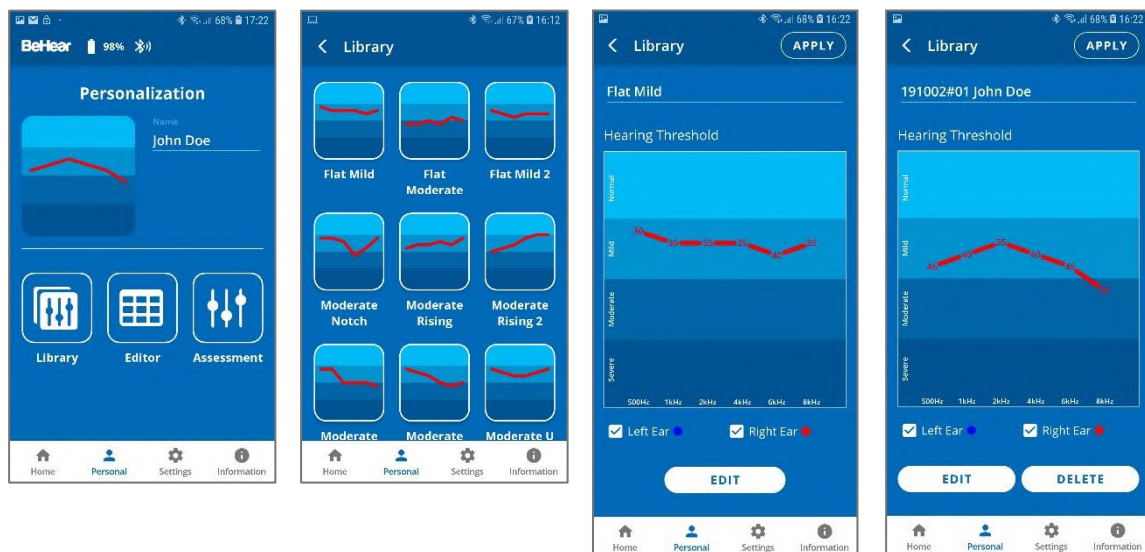 68% 17:22
BeHear 98%
Personalization
Name
John Doe
Library
Editor
Assessment
Home
Personal
Settings
Information
67% 16:12
Library
Flat Mild
Flat
Moderate
Flat Mild 2
Moderate
Notch
Moderate
Rising
Moderate
Rising 2
Moderate
Moderate
Moderate U
Home
Personal
Settings
Information
68% 16:22
Library
APPLY
Flat Mild
Hearing Threshold
Normal
Mild
Moderate
Severe
30
35
35
35
40
35
500Hz 1kHz 2kHz 4kHz 6kHz 8kHz
Left Ear
Right Ear
EDIT
Home
Personal
Settings
Information
68% 16:22
Library
APPLY
191002#01 John Doe
Hearing Threshold
Normal
Mild
Moderate
Severe
45
40
35
40
45
500Hz 1kHz 2kHz 4kHz 6kHz 8kHz
Left Ear
Right Ear
EDIT
DELETE
Home
Personal
Settings
Information